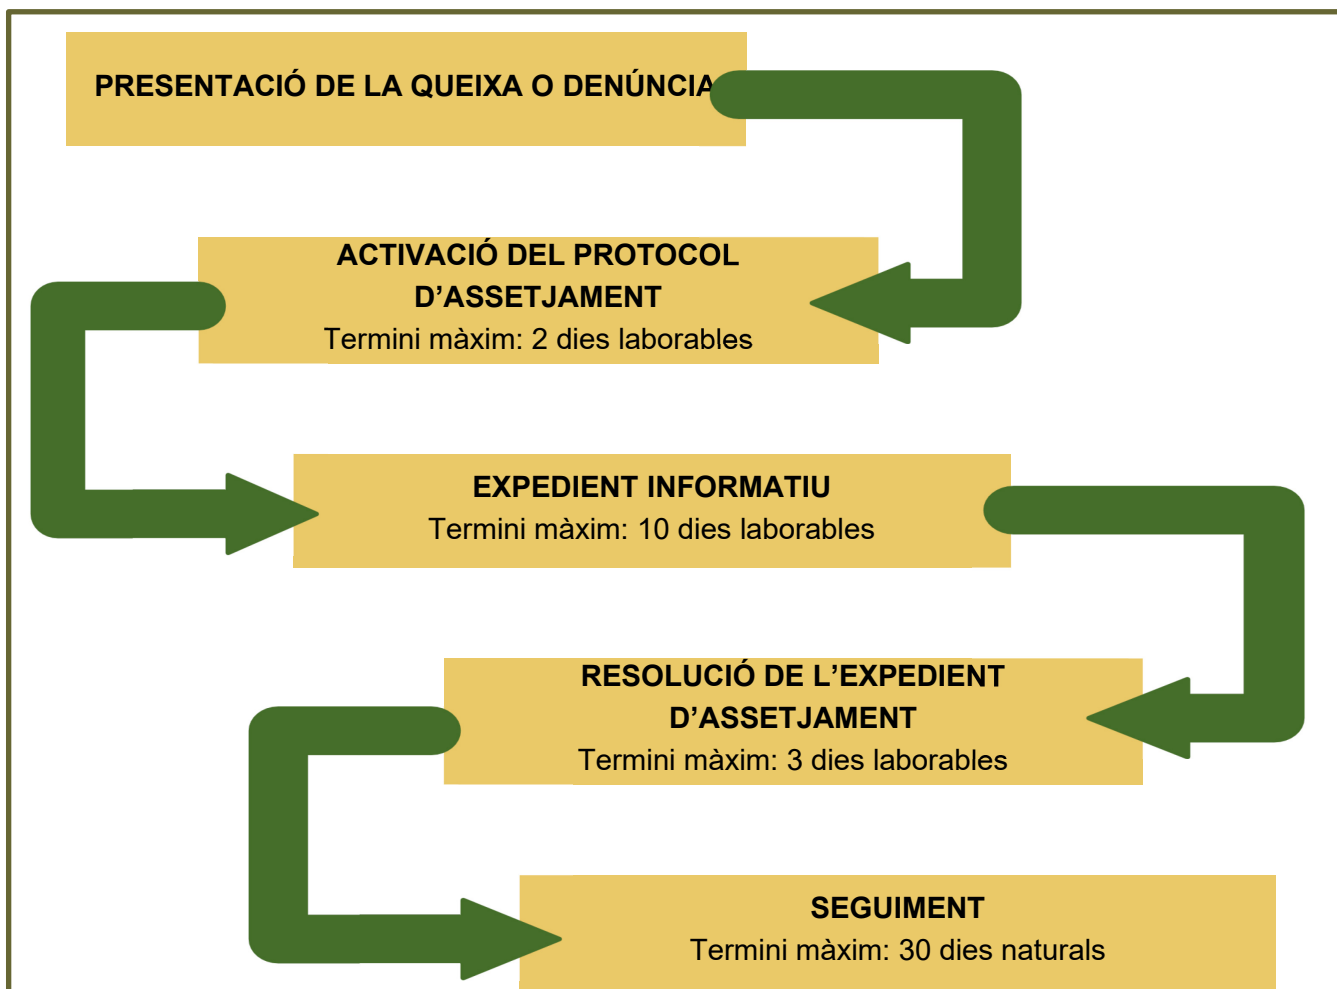 PRESENTACIÓ DE LA QUEIXA O DENÚNCIA
ACTIVACIÓ DEL PROTOCOL
D’ASSETJAMENT
Termini màxim: 2 dies laborables
EXPEDIENT INFORMATIU
Termini màxim: 10 dies laborables
RESOLUCIÓ DE L’EXPEDIENT
D’ASSETJAMENT
Termini màxim: 3 dies laborables
SEGUIMENT
Termini màxim: 30 dies naturals